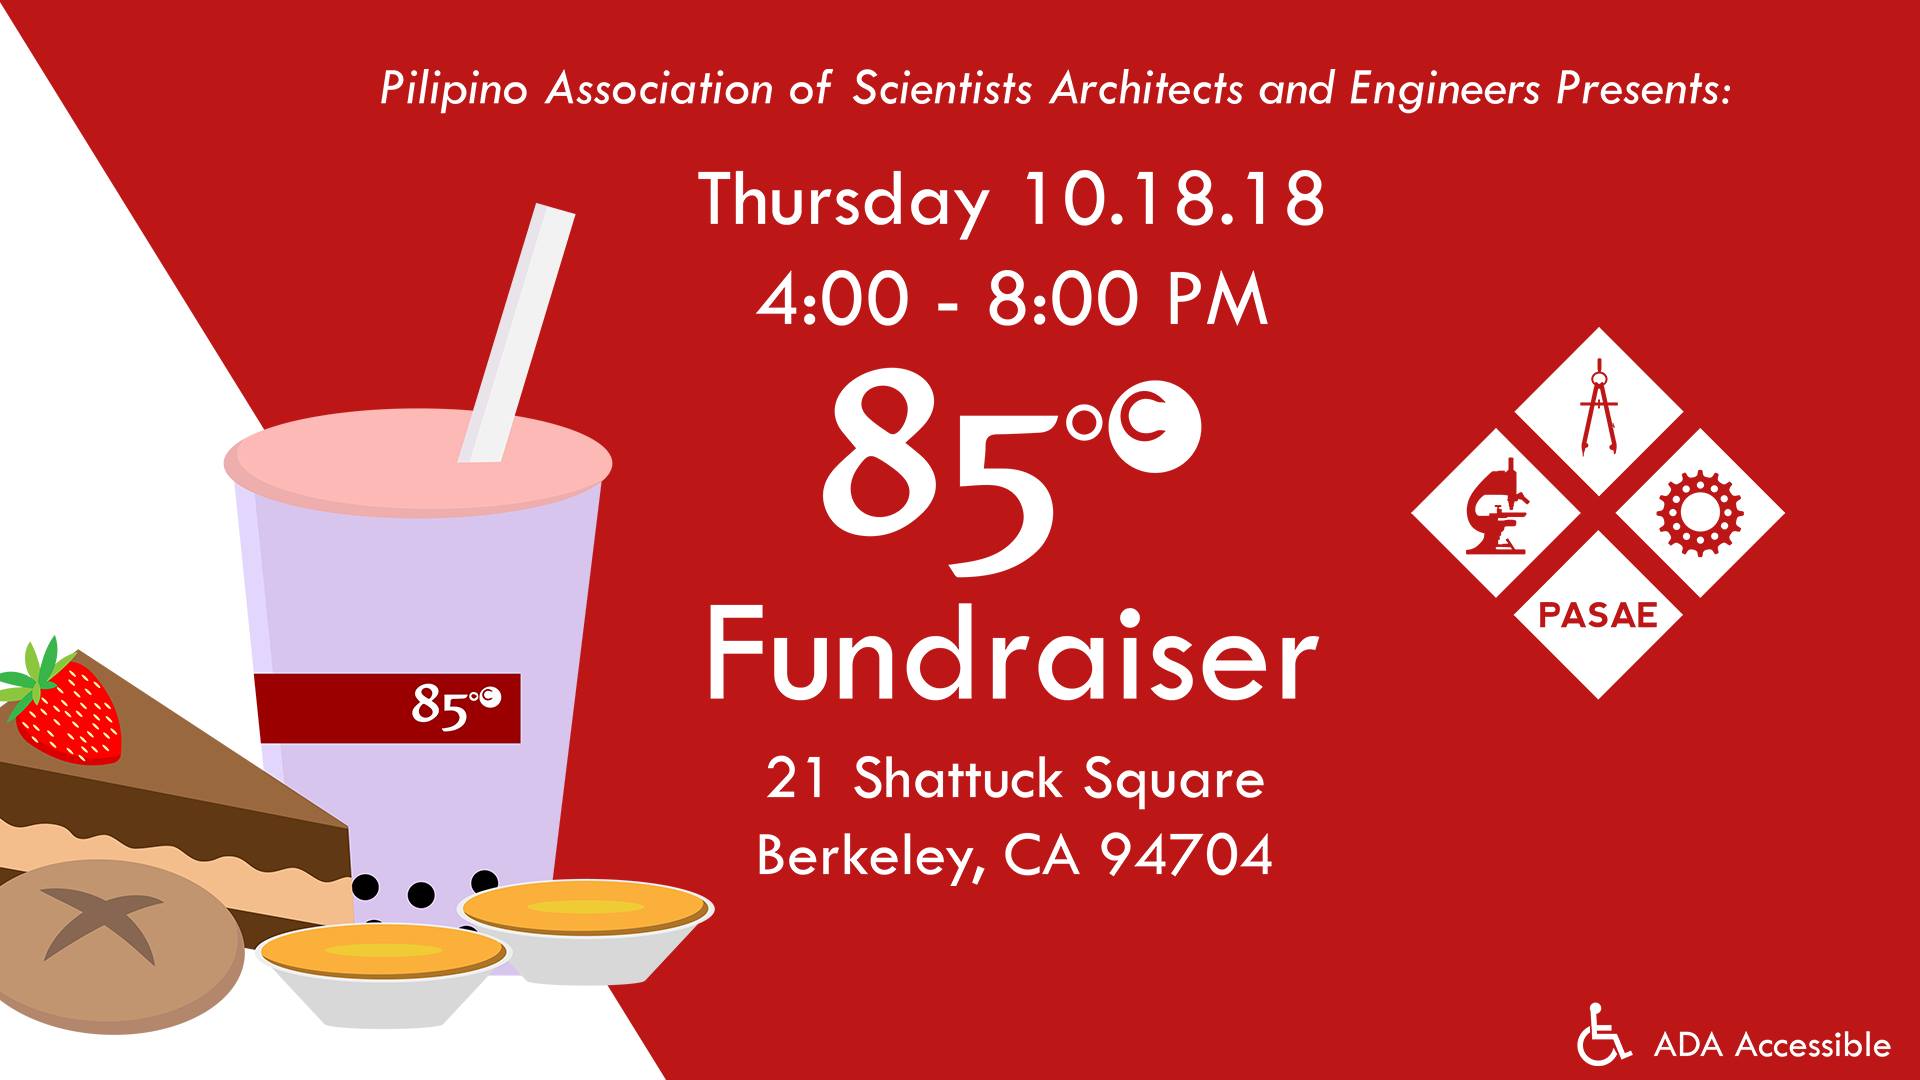 Pilipino Association of Scientists Architects and Engineers Presents:
Thursday 10.18.18
4:00 - 8:00 PM
85°C
Fundraiser
21 Shattuck Square
Berkeley, CA 94704
PASAE
85°C
ADA Accessible